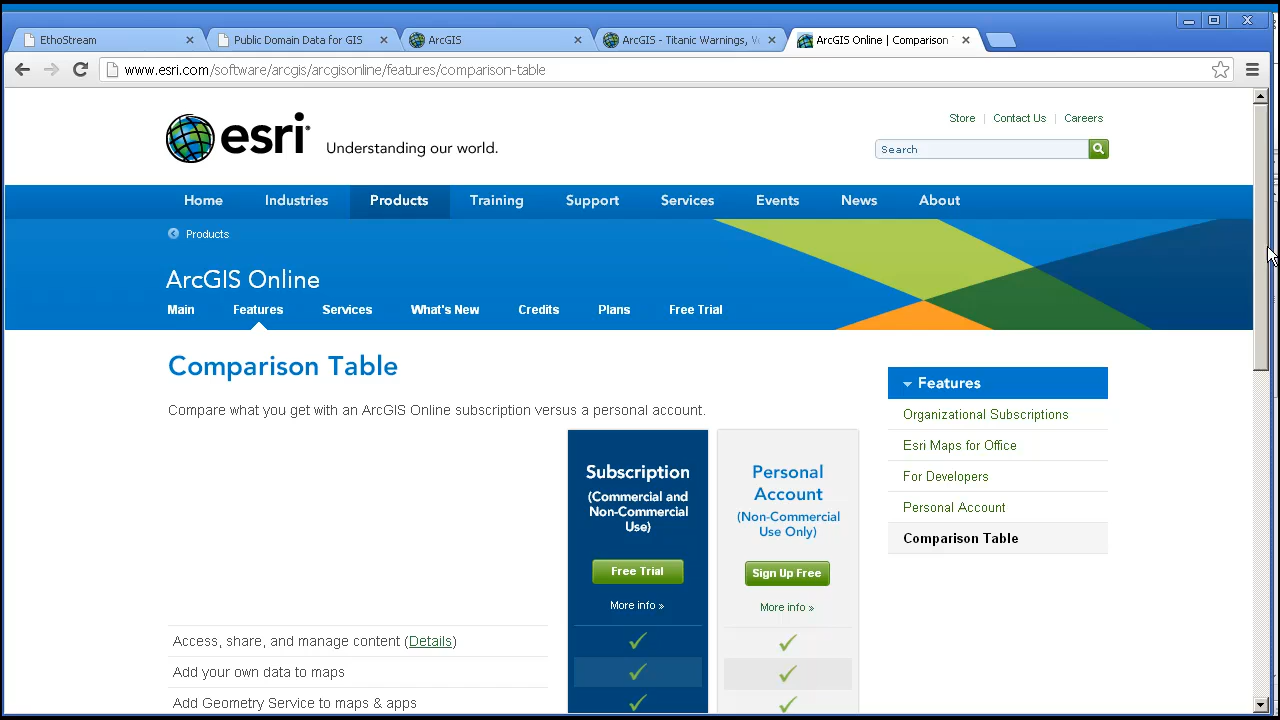 EthoStream
Public Domain Data for GIS
ArcGIS
ArcGIS - Titanic Warnings, W
ArcGIS Online | Comparison
www.esri.com/software/arcgis/arcgisonline/features/comparison-table
esri
Understanding our world.
Store | Contact Us | Careers
Search
Home Industries Products Training Support Services Events News About
Products
ArcGIS Online
Main Features Services What's New Credits Plans Free Trial
Comparison Table
Compare what you get with an ArcGIS Online subscription versus a personal account.
Subscription
(Commercial and
Non-Commercial
Use)
Free Trial
More info »
Personal
Account
(Non-Commercial
Use Only)
Sign Up Free
More info »
Features
Organizational Subscriptions
Esri Maps for Office
For Developers
Personal Account
Comparison Table
Access, share, and manage content (Details)
Add your own data to maps
Add Geometry Service to maps & apps